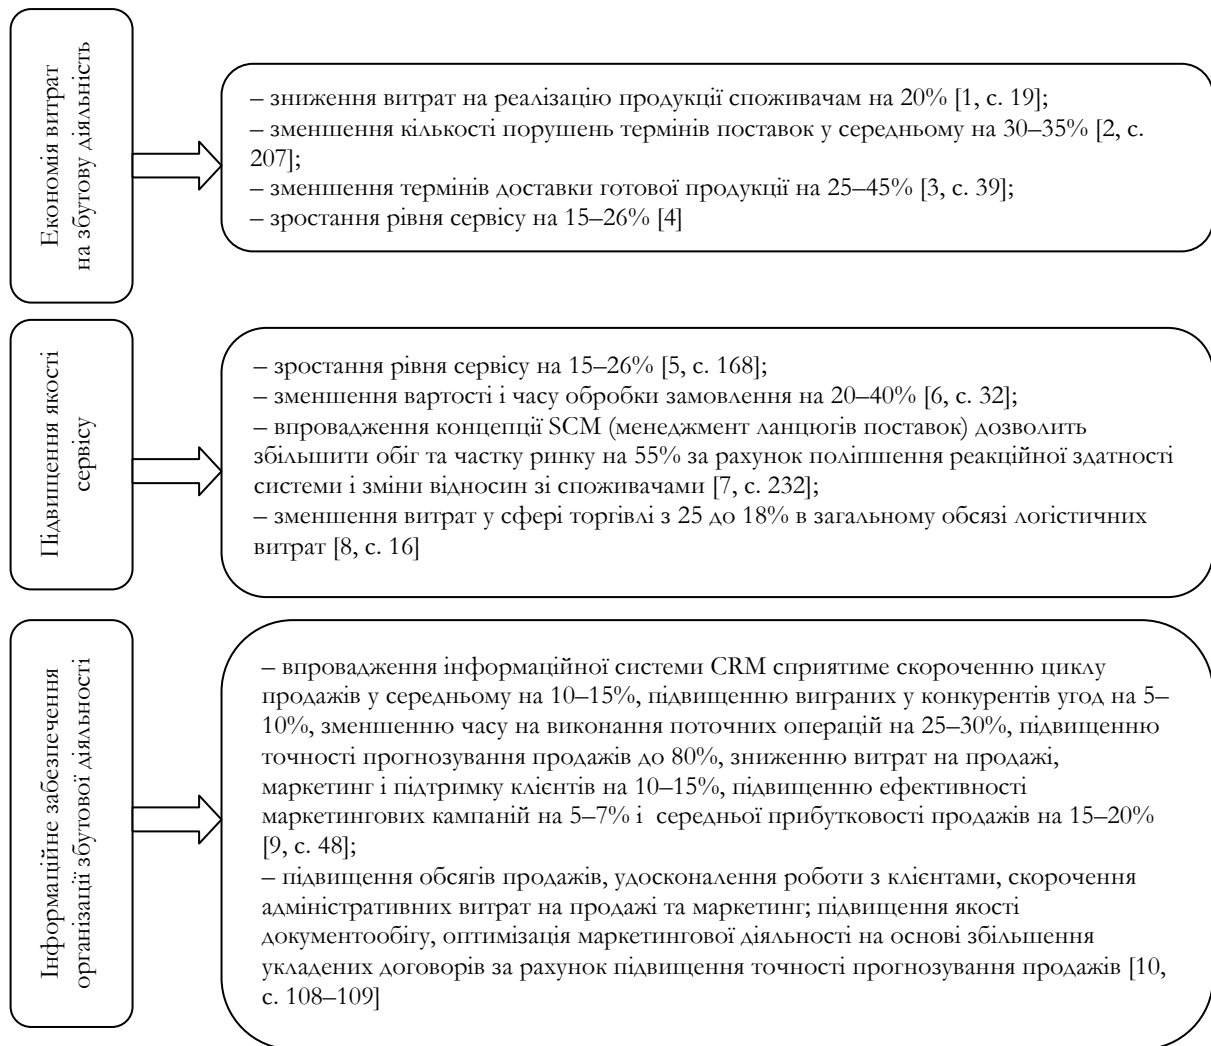 Економія витрат
на збутову діяльність
– зниження витрат на реалізацію продукції споживачам на 20% [1, с. 19];
– зменшення кількості порушень термінів поставок у середньому на 30–35% [2, с.
207];
– зменшення термінів доставки готової продукції на 25–45% [3, с. 39];
– зростання рівня сервісу на 15–26% [4]
Підвищення якості
сервісу
– зростання рівня сервісу на 15–26% [5, с. 168];
– зменшення вартості і часу обробки замовлення на 20–40% [6, с. 32];
– впровадження концепції SCM (менеджмент ланцюгів поставок) дозволить
збільшити обіг та частку ринку на 55% за рахунок поліпшення реакційної здатності
системи і зміни відносин зі споживачами [7, с. 232];
– зменшення витрат у сфері торгівлі з 25 до 18% в загальному обсязі логістичних
витрат [8, с. 16]
Інформаційне забезпечення
організації збутової діяльності
– впровадження інформаційної системи CRM сприятиме скороченню циклу
продажів у середньому на 10–15%, підвищенню виграних у конкурентів угод на 5–
10%, зменшенню часу на виконання поточних операцій на 25–30%, підвищенню
точності прогнозування продажів до 80%, зниженню витрат на продажі,
маркетинг і підтримку клієнтів на 10–15%, підвищенню ефективності
маркетингових кампаній на 5–7% і  середньої прибутковості продажів на 15–20%
[9, с. 48];
– підвищення обсягів продажів, удосконалення роботи з клієнтами, скорочення
адміністративних витрат на продажі та маркетинг; підвищення якості
документообігу, оптимізація маркетингової діяльності на основі збільшення
укладених договорів за рахунок підвищення точності прогнозування продажів [10,
с. 108–109]